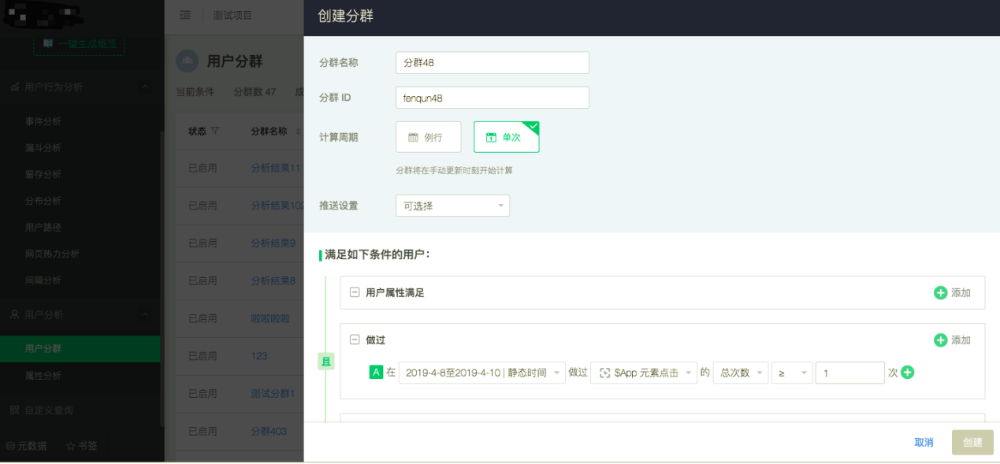 测试项目
创建分群
一键生成概览
用户分群
用户行为分析
当前条件 分群数 47 成
事件分析
漏斗分析
留存分析
分布分析
用户路径
网页热力分析
间隔分析
用户分析
用户分群
属性分析
自定义查询
元数据 书签
状态 分群名称
已启用 分析结果11
已启用 分析结果102
已启用 分析结果9
已启用 分析结果8
已启用 啦啦啦啦
已启用 123
已启用 测试分群1
已启用 分群403
分群名称 分群48
分群 ID fenqun48
计算周期 例行 单次
分群将在手动更新时刻开始计算
推送设置 可选择
满足如下条件的用户:
用户属性满足 添加
且
做过 添加
A 在 2019-4-8至2019-4-10 | 静态时间 做过 $App 元素点击 的 总次数 ≥ 1 次
取消 创建